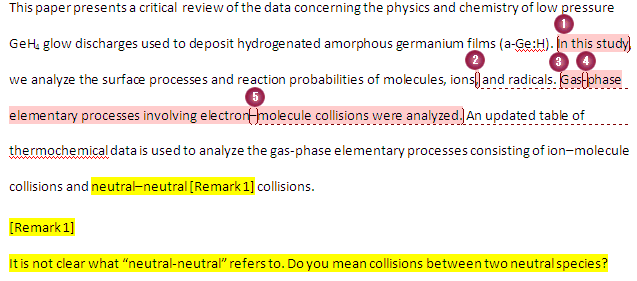 This paper presents a critical review of the data concerning the physics and chemistry of low pressure
1
GeH4 glow discharges used to deposit hydrogenated amorphous germanium films (a-Ge:H). In this study
2 3 4
we analyze the surface processes and reaction probabilities of molecules, ions, and radicals. Gas-phase
5
elementary processes involving electron–molecule collisions were analyzed. An updated table of
thermochemical data is used to analyze the gas-phase elementary processes consisting of ion–molecule
collisions and neutral–neutral [Remark 1] collisions.
[Remark 1]
It is not clear what “neutral-neutral” refers to. Do you mean collisions between two neutral species?